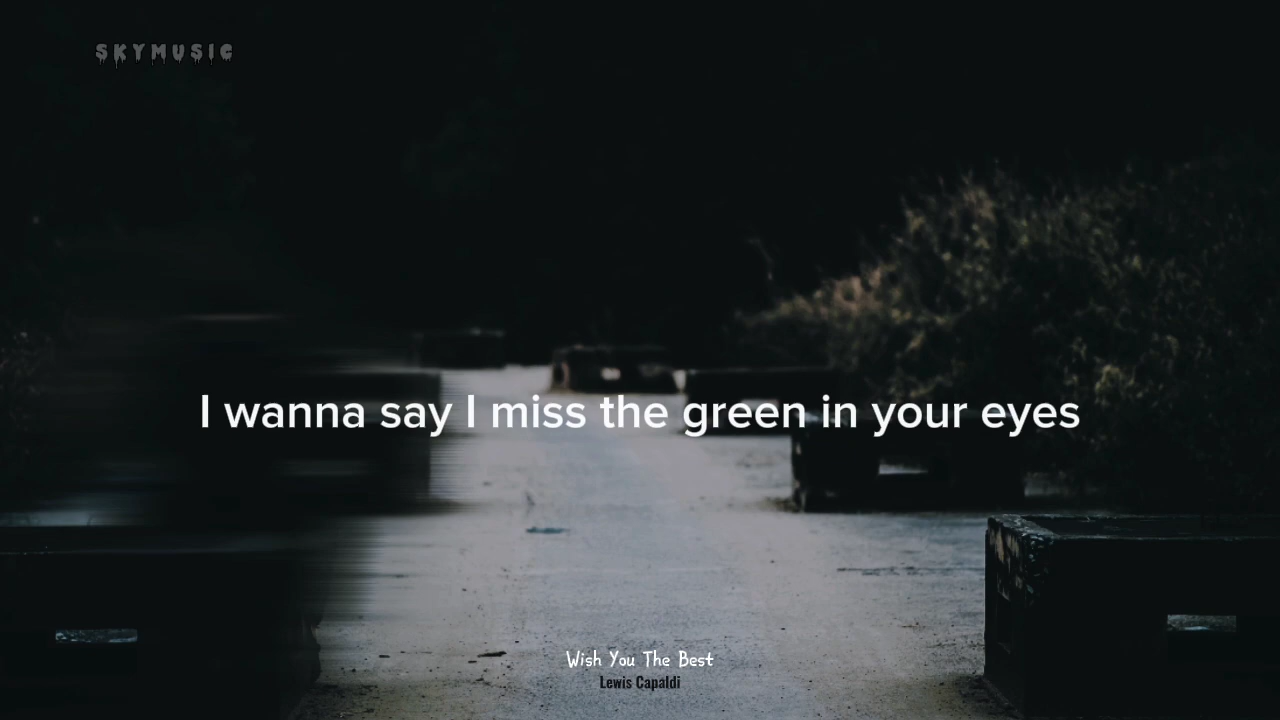 SKYMUSIC
I wanna say I miss the green in your eyes
Wish You The Best
Lewis Capaldi